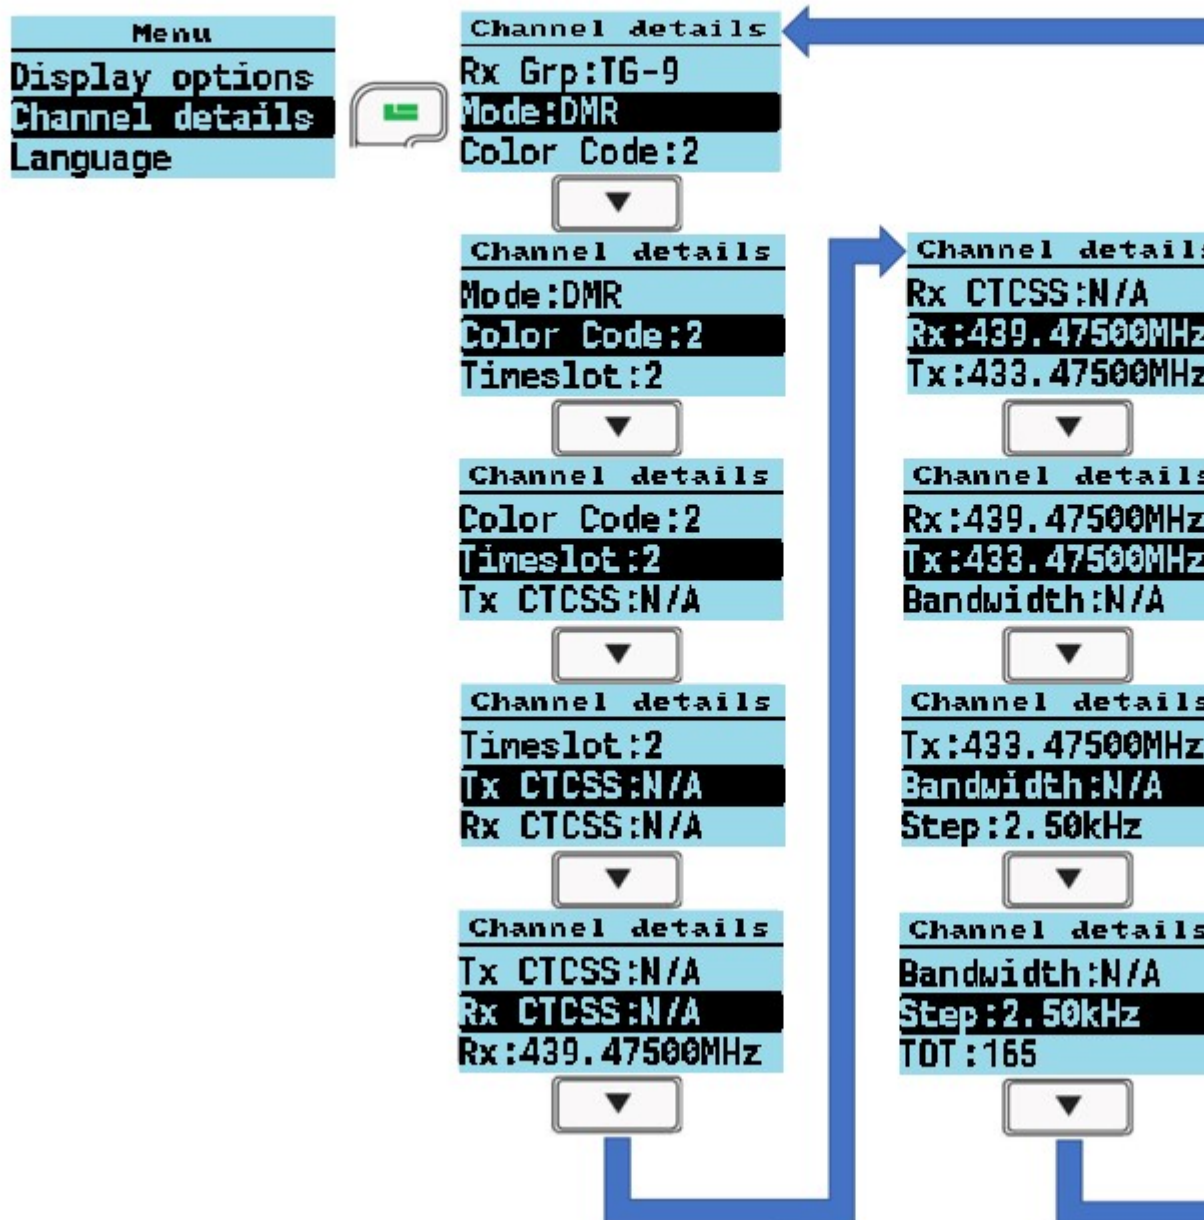 Menu
Display options
Channel details
Language
Channel details
Rx Grp:TG-9
Mode:DMR
Color Code:2
Channel details
Mode:DMR
Color Code:2
Timeslot:2
Channel details
Color Code:2
Timeslot:2
Tx CTCSS:N/A
Channel details
Timeslot:2
Tx CTCSS:N/A
Rx CTCSS:N/A
Channel details
Tx CTCSS:N/A
Rx CTCSS:N/A
Rx:439.47500MHz
Channel details
Rx CTCSS:N/A
Rx:439.47500MHz
Tx:433.47500MHz
Channel details
Rx:439.47500MHz
Tx:433.47500MHz
Bandwidth:N/A
Channel details
Tx:433.47500MHz
Bandwidth:N/A
Step:2.50kHz
Channel details
Bandwidth:N/A
Step:2.50kHz
TOT:165